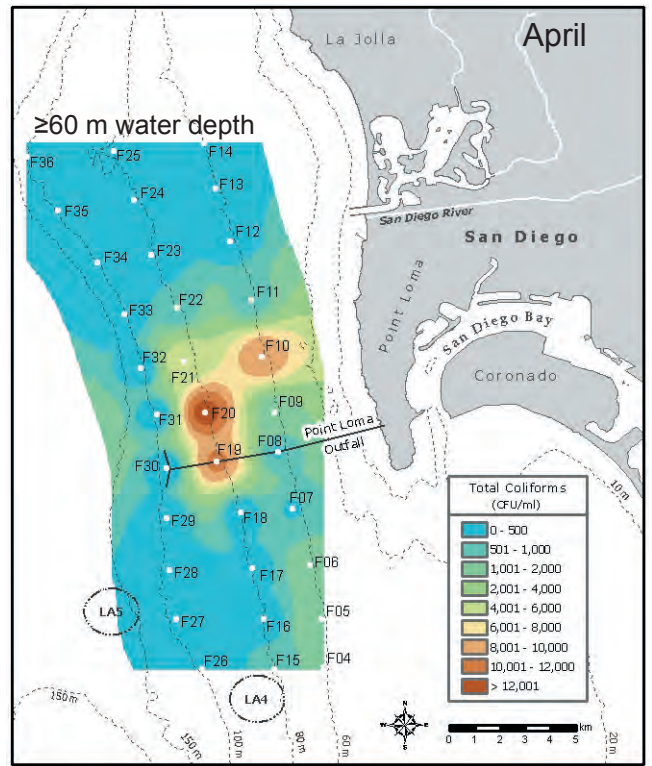 April
La Jolla
≥60 m water depth
F36
F25
F14
F24
F13
F35
San Diego River
F12
San Diego
F34
F23
F33
F22
F11
Point Loma
San Diego Bay
F32
F21
F10
Coronado
F31
F20
F09
Point Loma
Outfall
F30
F19
F08
10 m
F29
F18
F07
F28
F17
F06
LA5
F27
F16
F05
F26
F15
F04
LA4
150 m
150 m
100 m
80 m
60 m
20 m
Total Coliforms
(CFU/ml)
0 - 500
501 - 1,000
1,001 - 2,000
2,001 - 4,000
4,001 - 6,000
6,001 - 8,000
8,001 - 10,000
10,001 - 12,000
> 12,001
N
W E
S
km
0 1 2 3 4 5